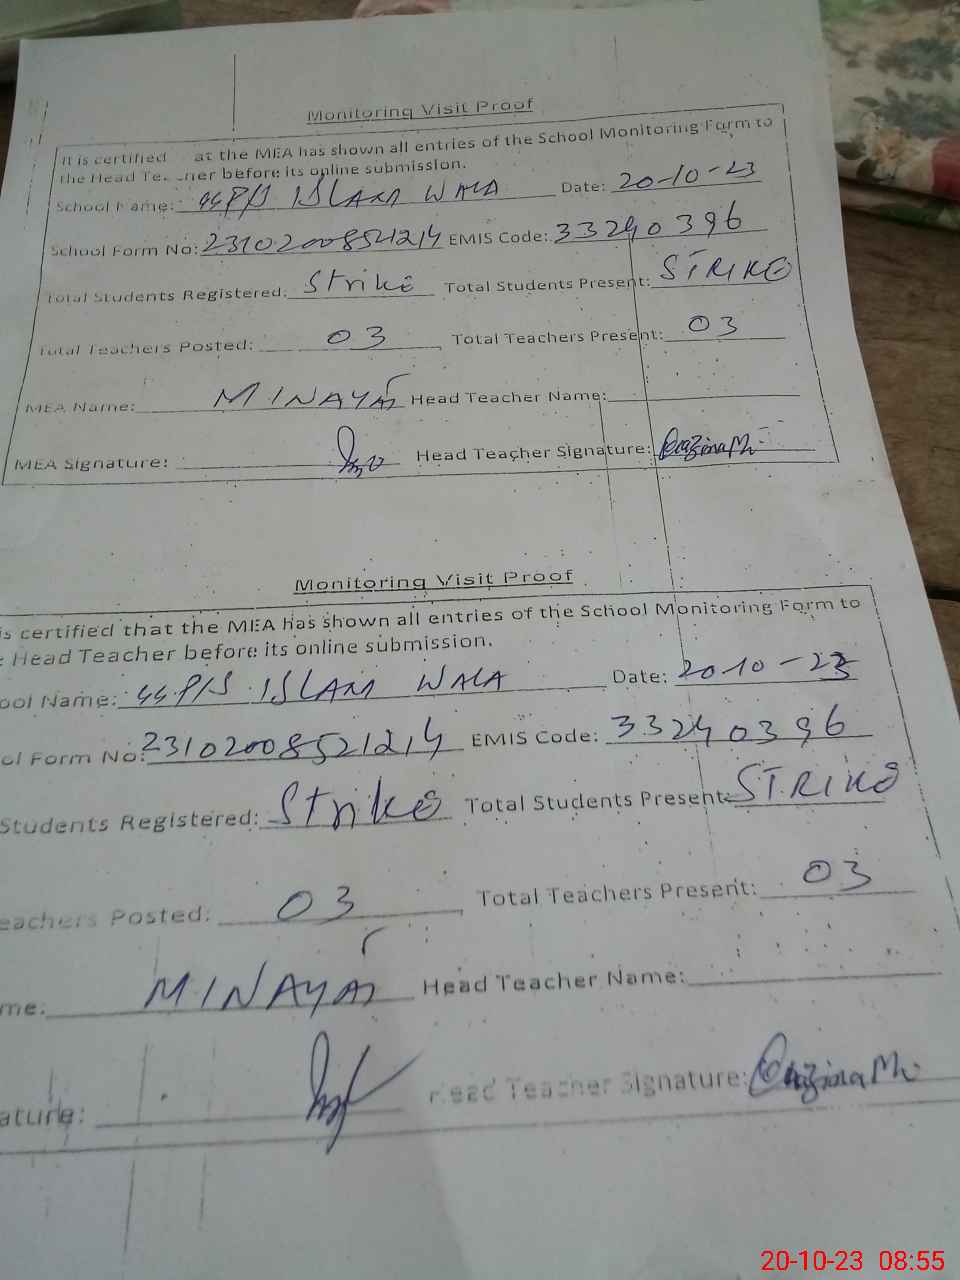 Monitoring Visit Proof
It is certified at the MEA has shown all entries of the School Monitoring Form to
the Head Te ner before its online submission.
School Name: GGP/S ISLAM WALA Date: 20-10-23
School Form No: 23102008521214 EMIS Code: 33240396
Total Students Registered: Strike Total Students Present: STRIKE
Total Teachers Posted: 03 Total Teachers Present: 03
MEA Name: M INAYAT Head Teacher Name:
MEA Signature: Head Teacher Signature:
Monitoring Visit Proof
is certified that the MEA has shown all entries of the School Monitoring Form to
e Head Teacher before its online submission.
ool Name: GGP/S ISLAM WALA Date: 20-10-23
ol Form No: 23102008521214 EMIS Code: 33240396
Students Registered: Strike Total Students Present: STRIKE
eachers Posted: 03 Total Teachers Present: 03
me: M INAYAT Head Teacher Name:
ature: Head Teacher Signature:
20-10-23 08:55